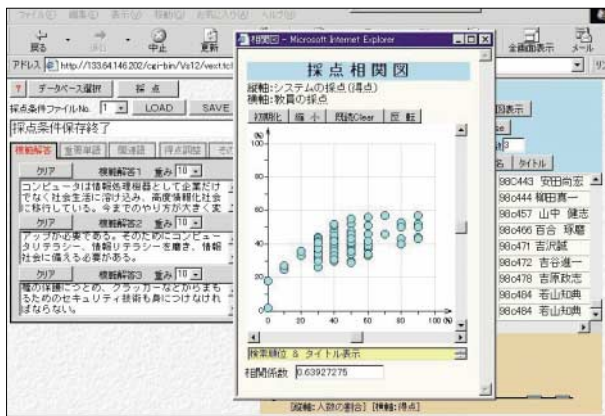 ファイル(F) 編集(E) 表示(V) 移動(G) お気に入り(A) ヘルプ(H)
戻る 中止 更新 全画面表示 メール
アドレス http://133.64.146.202/cgi-bin/Vs12/vext.tcl
データベース選択 採 点
採点条件ファイルNo. 1 LOAD SAVE
採点条件保存終了
模範解答 重要単語 関連語 得点調整 その
クリア 模範解答1 重み 10
コンピュータは情報処理機器として企業だけ
でなく社会生活に溶け込み、高度情報化社会
に移行している。今までのやり方が大きく変
クリア 模範解答2 重み 10
アップが必要である。そのためにコンピュー
タリテラシー、情報リテラシーを磨き、情報
社会に備える必要がある。
クリア 模範解答3 重み 10
権の保護につとめ、クラッカーなどからまも
るためのセキュリティ技術も身につけなけれ
ばならない。
相関図 - Microsoft Internet Explorer
採点相関図
縦軸:システムの採点(得点)
横軸:教員の採点
初期化 縮 小 既読Clear 反 転
(%)
100
80
60
40
20
0
0 20 40 60 80 100 (%)
検索順位 & タイトル表示
相関係数 0.63927275
図表示
名 タイトル
98C443 安田尚宏
98c444 柳田真一
98c457 山中 健志
98c466 百合 琢磨
98c471 吉沢誠
98c472 吉谷進一
98c478 吉原政志
98c484 若山知典
98c484 若山知典
[縦軸:人数の割合] [横軸:得点]